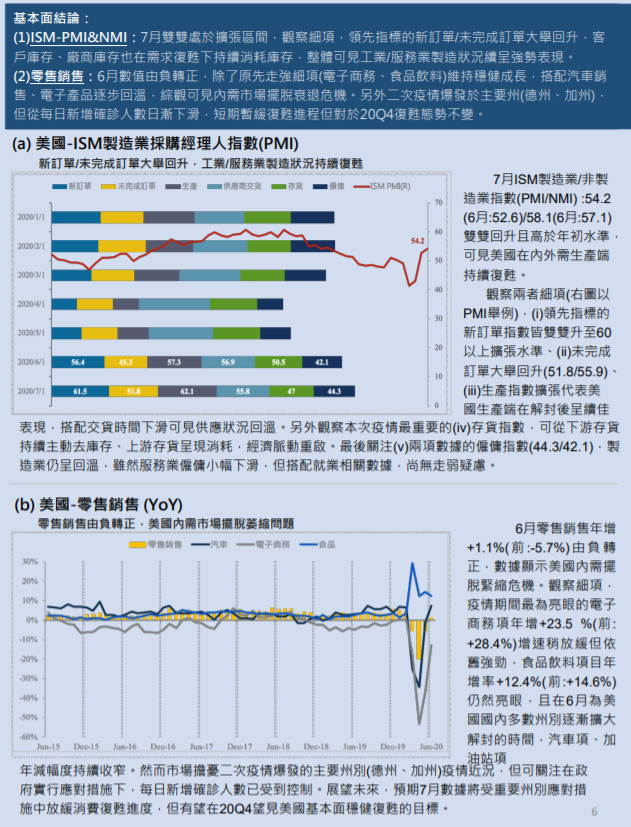 基本面結論：
(1)ISM-PMI&NMI：7月雙雙處於擴張區間，觀察細項，領先指標的新訂單/未完成訂單大舉回升，客
戶庫存、廠商庫存也在需求復甦下持續消耗庫存，整體可見工業/服務業製造狀況續呈強勢表現。
(2)零售銷售：6月數值由負轉正，除了原先走強細項(電子商務、食品飲料)維持穩健成長，搭配汽車銷
售、電子產品逐步回溫，綜觀可見內需市場擺脫衰退危機。另外二次疫情爆發於主要州(德州、加州)，
但從每日新增確診人數日漸下滑，短期暫緩復甦進程但對於20Q4復甦態勢不變。
(a) 美國-ISM製造業採購經理人指數(PMI)
新訂單/未完成訂單大舉回升，工業/服務業製造狀況持續復甦
新訂單 未完成訂單 生產 供應商交貨 存貨 僱傭 ISM PMI(R)
70
60
50
40
30
20
10
0
2020/1/1
2020/2/1
2020/3/1
2020/4/1
2020/5/1
2020/6/1 56.4 45.3 57.3 56.9 50.5 42.1
2020/7/1 61.5 51.8 62.1 55.8 47 44.3
54.2
7月ISM製造業/非製
造業指數(PMI/NMI) :54.2
(6月:52.6)/58.1(6月:57.1)
雙雙回升且高於年初水準，
可見美國在內外需生產端
持續復甦。
觀察兩者細項(右圖以
PMI舉例)，(i)領先指標的
新訂單指數皆雙雙升至60
以上擴張水準、(ii)未完成
訂單大舉回升(51.8/55.9)、
(iii)生產指數擴張代表美
國生產端在解封後呈續佳
表現，搭配交貨時間下滑可見供應狀況回溫。另外觀察本次疫情最重要的(iv)存貨指數，可從下游存貨
持續主動去庫存、上游存貨呈現消耗，經濟脈動重啟。最後關注(v)兩項數據的僱傭指數(44.3/42.1)，製
造業仍呈回溫，雖然服務業僱傭小幅下滑，但搭配就業相關數據，尚無走弱疑慮。
(b) 美國-零售銷售 (YoY)
零售銷售由負轉正，美國內需市場擺脫萎縮問題
零售銷售 汽車 電子商務 食品
30%
20%
10%
0%
-10%
-20%
-30%
-40%
-50%
-60%
Jun-15 Dec-15 Jun-16 Dec-16 Jun-17 Dec-17 Jun-18 Dec-18 Jun-19 Dec-19 Jun-20
6月零售銷售年增
+1.1%(前:-5.7%)由負轉
正，數據顯示美國內需擺
脫緊縮危機。觀察細項，
疫情期間最為亮眼的電子
商務項年增+23.5 %(前:
+28.4%)增速稍放緩但依
舊強勁，食品飲料項目年
增率+12.4%(前:+14.6%)
仍然亮眼，且在6月為美
國國內多數州別逐漸擴大
解封的時間，汽車項、加
油站項
年減幅度持續收窄。然而市場擔憂二次疫情爆發的主要州別(德州、加州)疫情近況，但可關注在政
府實行應對措施下，每日新增確診人數已受到控制。展望未來，預期7月數據將受重要州別應對措
施中放緩消費復甦進度，但有望在20Q4望見美國基本面穩健復甦的目標。
6